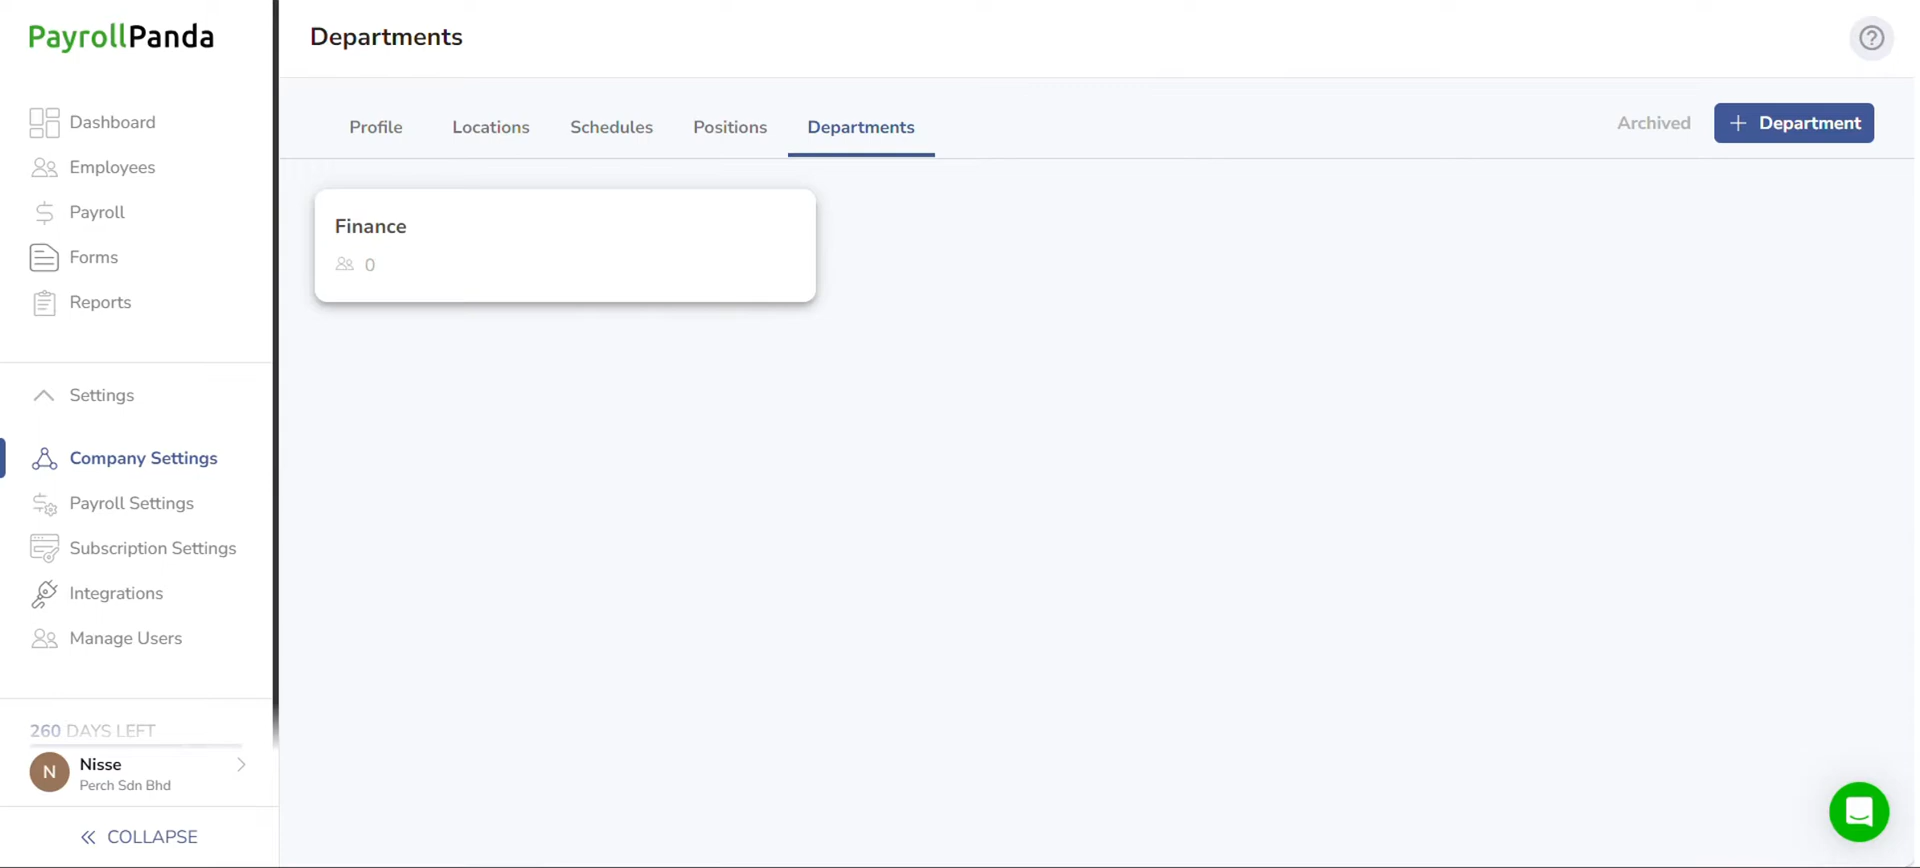 PayrollPanda
Departments
Dashboard
Employees
Payroll
Forms
Reports
Settings
Company Settings
Payroll Settings
Subscription Settings
Integrations
Manage Users
260 DAYS LEFT
N
Nisse
Perch Sdn Bhd
COLLAPSE
Profile
Locations
Schedules
Positions
Departments
Archived
+ Department
Finance
0